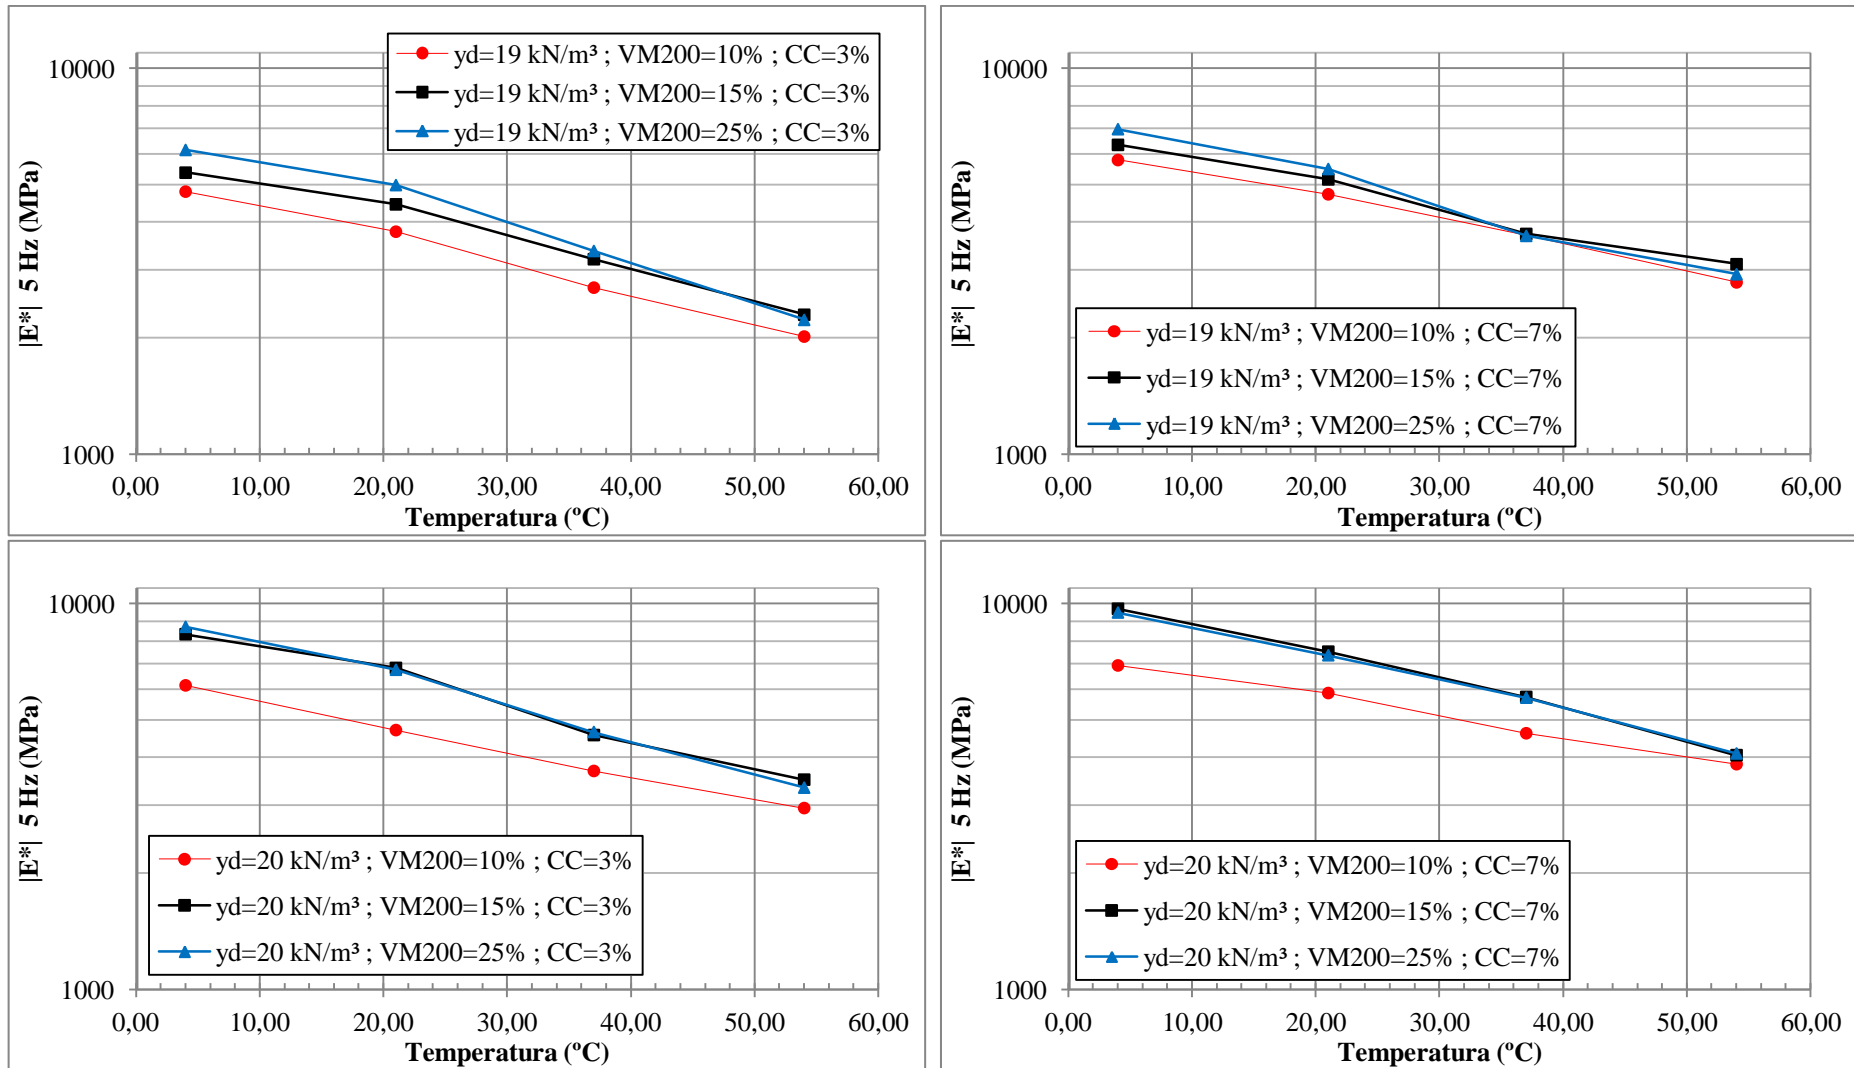 yd=19 kN/m³ ; VM200=10% ; CC=3%
yd=19 kN/m³ ; VM200=15% ; CC=3%
yd=19 kN/m³ ; VM200=25% ; CC=3%
10000
1000
|E*| 5 Hz (MPa)
0,00 10,00 20,00 30,00 40,00 50,00 60,00
Temperatura (ºC)
10000
1000
|E*| 5 Hz (MPa)
yd=19 kN/m³ ; VM200=10% ; CC=7%
yd=19 kN/m³ ; VM200=15% ; CC=7%
yd=19 kN/m³ ; VM200=25% ; CC=7%
0,00 10,00 20,00 30,00 40,00 50,00 60,00
Temperatura (ºC)
10000
1000
|E*| 5 Hz (MPa)
yd=20 kN/m³ ; VM200=10% ; CC=3%
yd=20 kN/m³ ; VM200=15% ; CC=3%
yd=20 kN/m³ ; VM200=25% ; CC=3%
0,00 10,00 20,00 30,00 40,00 50,00 60,00
Temperatura (ºC)
10000
1000
|E*| 5 Hz (MPa)
yd=20 kN/m³ ; VM200=10% ; CC=7%
yd=20 kN/m³ ; VM200=15% ; CC=7%
yd=20 kN/m³ ; VM200=25% ; CC=7%
0,00 10,00 20,00 30,00 40,00 50,00 60,00
Temperatura (ºC)